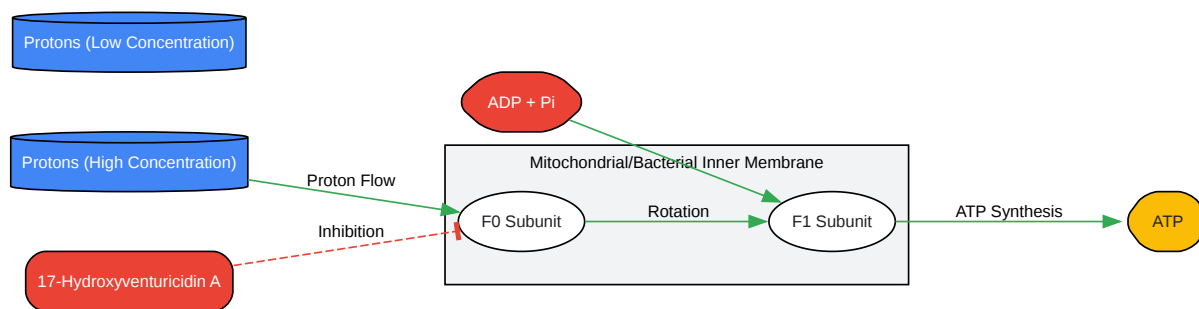 Protons (Low Concentration)
ADP + Pi
Mitochondrial/Bacterial Inner Membrane
Protons (High Concentration)
Proton Flow
F0 Subunit
Rotation
F1 Subunit
ATP Synthesis
ATP
Inhibition
17-Hydroxyventuricidin A